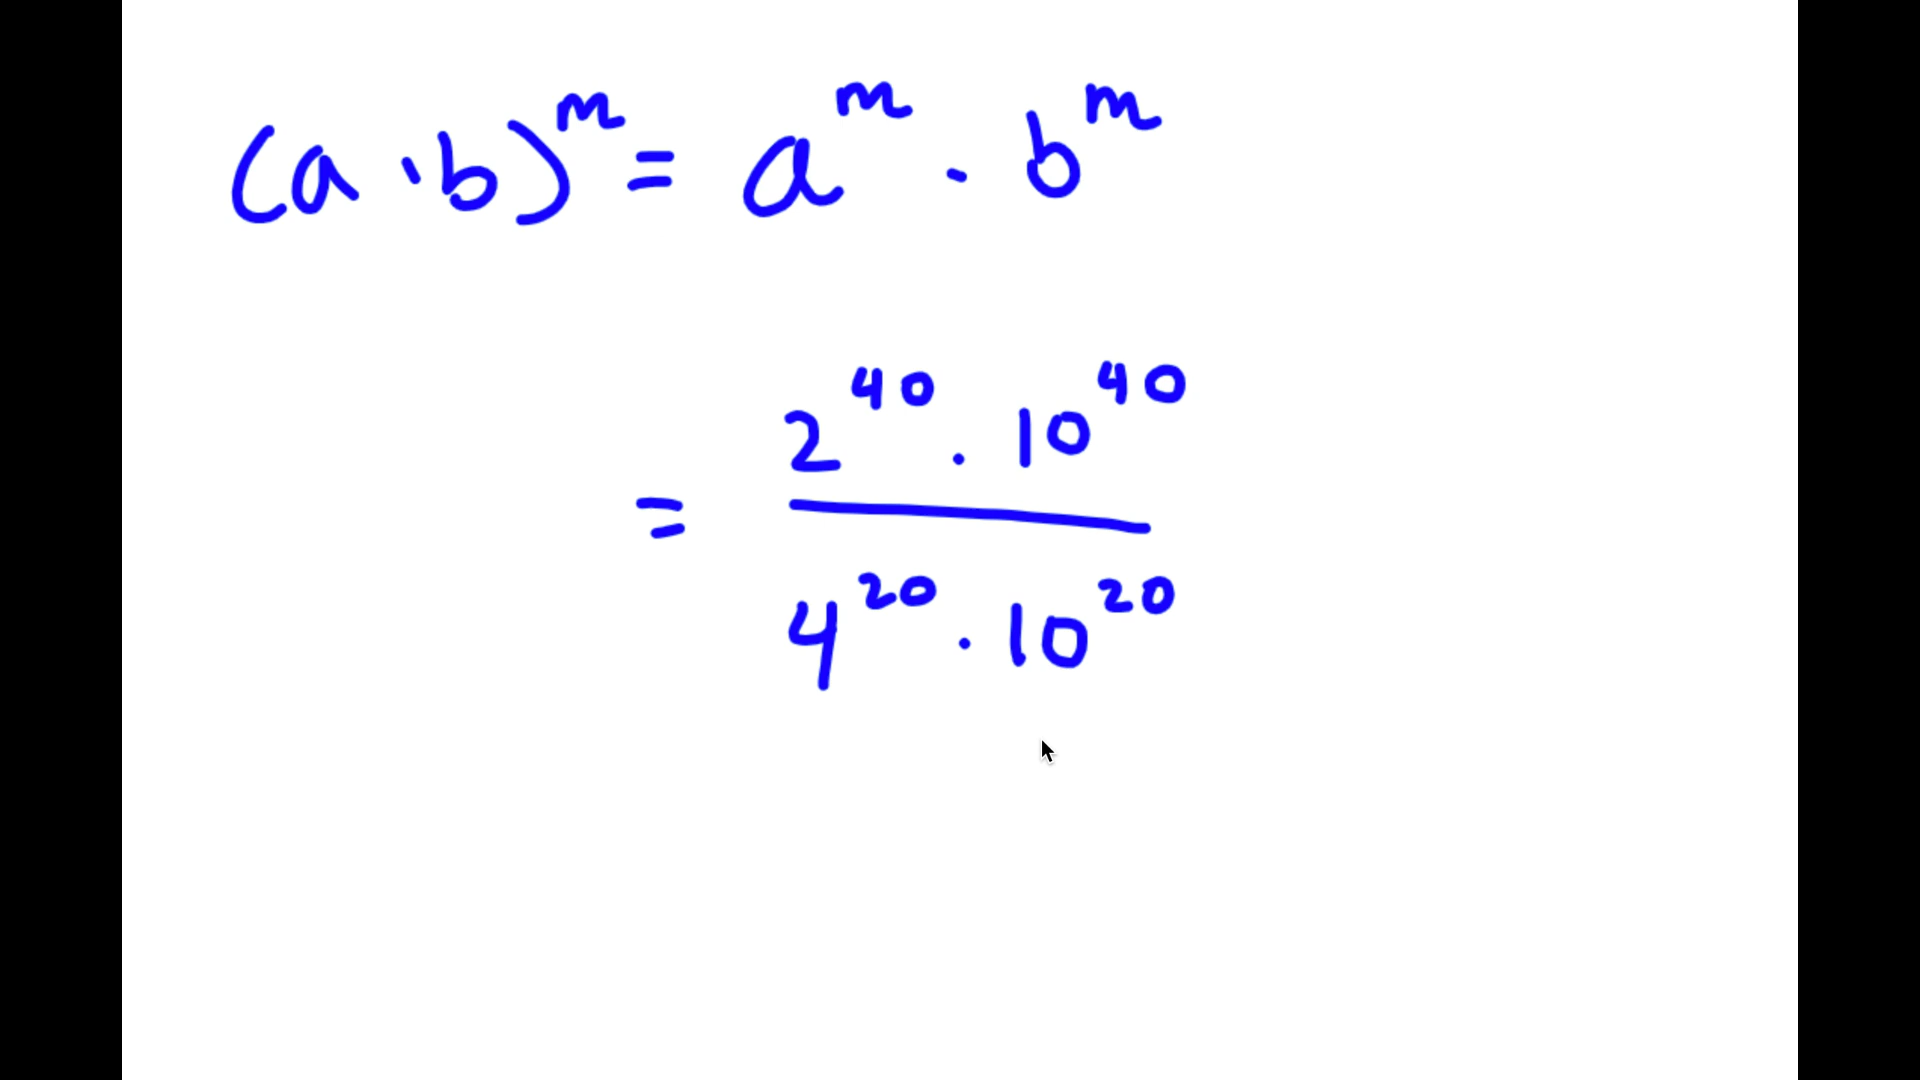 (a · b)^m = a^m · b^m
2^40 · 10^40
=
4^20 · 10^20